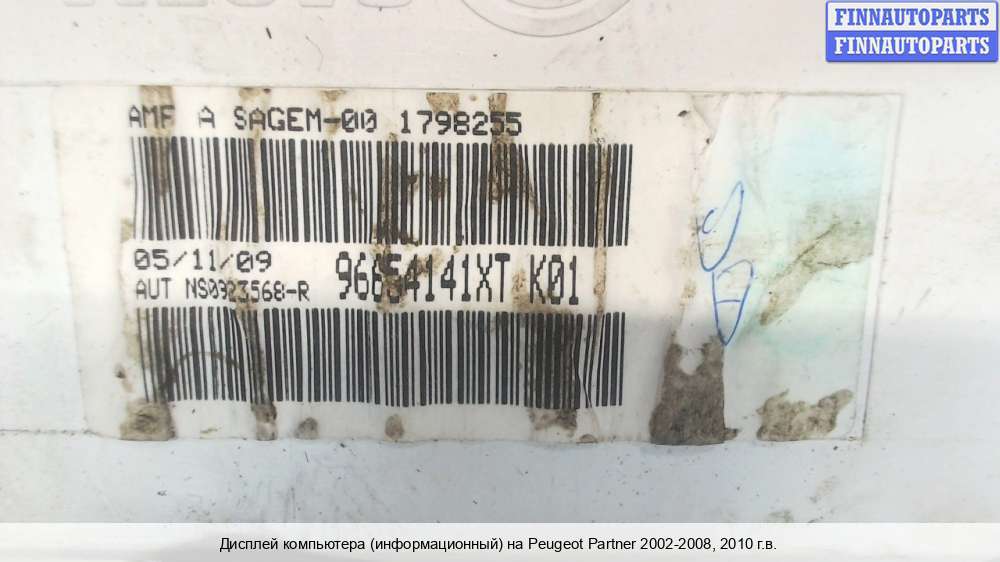 FINNAUTOPARTS
FINNAUTOPARTS
AMF A SAGEM-00 1798255
05/11/09
AUT NS0923568-R
96654141XT K01
Дисплей компьютера (информационный) на Peugeot Partner 2002-2008, 2010 г.в.